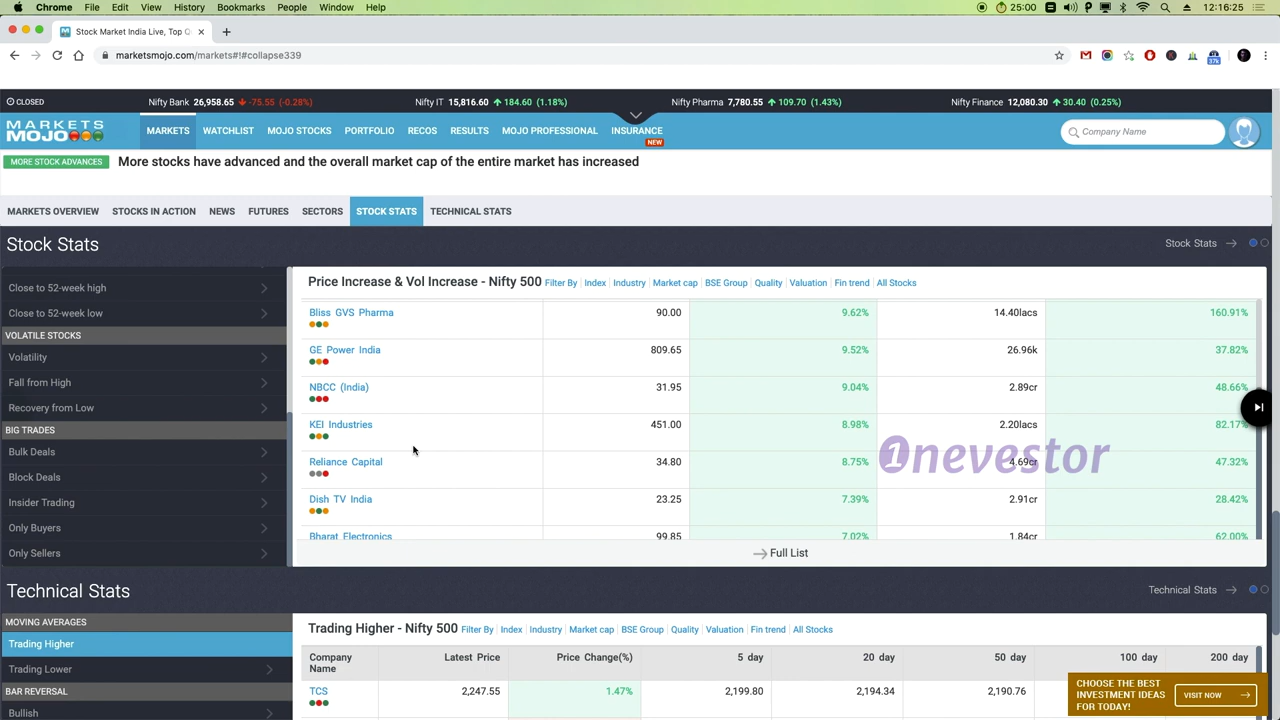 Chrome File Edit View History Bookmarks People Window Help 25:00 12:16:25
Stock Market India Live, Top Q
marketsmojo.com/markets#!#collapse339
37k
CLOSED Nifty Bank 26,958.65 -75.55 (-0.28%) Nifty IT 15,816.60 184.60 (1.18%) Nifty Pharma 7,780.55 109.70 (1.43%) Nifty Finance 12,080.30 30.40 (0.25%)
MARKETS MOJO
MARKETS WATCHLIST MOJO STOCKS PORTFOLIO RECOS RESULTS MOJO PROFESSIONAL INSURANCE Company Name
NEW
MORE STOCK ADVANCES More stocks have advanced and the overall market cap of the entire market has increased
MARKETS OVERVIEW STOCKS IN ACTION NEWS FUTURES SECTORS STOCK STATS TECHNICAL STATS
Stock Stats Stock Stats
Close to 52-week high
Close to 52-week low
VOLATILE STOCKS
Volatility
Fall from High
Recovery from Low
BIG TRADES
Bulk Deals
Block Deals
Insider Trading
Only Buyers
Only Sellers
Price Increase & Vol Increase - Nifty 500 Filter By Index Industry Market cap BSE Group Quality Valuation Fin trend All Stocks
Bliss GVS Pharma 90.00 9.62% 14.40lacs 160.91%
GE Power India 809.65 9.52% 26.96k 37.82%
NBCC (India) 31.95 9.04% 2.89cr 48.66%
KEI Industries 451.00 8.98% 2.20lacs 82.17%
1nevestor
Reliance Capital 34.80 8.75% 4.69cr 47.32%
Dish TV India 23.25 7.39% 2.91cr 28.42%
Bharat Electronics 99.85 7.02% 1.84cr 62.00%
Full List
Technical Stats Technical Stats
MOVING AVERAGES
Trading Higher
Trading Lower
BAR REVERSAL
Bullish
Trading Higher - Nifty 500 Filter By Index Industry Market cap BSE Group Quality Valuation Fin trend All Stocks
Company Name Latest Price Price Change(%) 5 day 20 day 50 day 100 day 200 day
TCS 2,247.55 1.47% 2,199.80 2,194.34 2,190.76
CHOOSE THE BEST
INVESTMENT IDEAS
FOR TODAY!
VISIT NOW